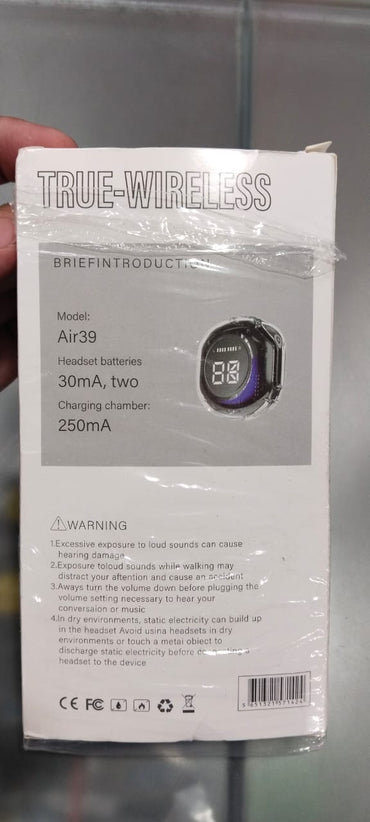 TRUE-WIRELESS
BRIEFINTRODUCTION
Model:
Air39
Headset batteries
30mA, two
Charging chamber:
250mA
88
WARNING
1.Excessive exposure to loud sounds can cause
hearing damage
2.Exposure toloud sounds while walking may
distract your aftention and cause an accident
3.Aways turn the volume down before plugging the
volume setting necessary to hear your
conversaion or music
4.In dry environments, static electricity can build up
in the headset Avoid usina headsets in dry
environments or touch a metai obiect to
discharge static electricity before
headset to the device
CE FC